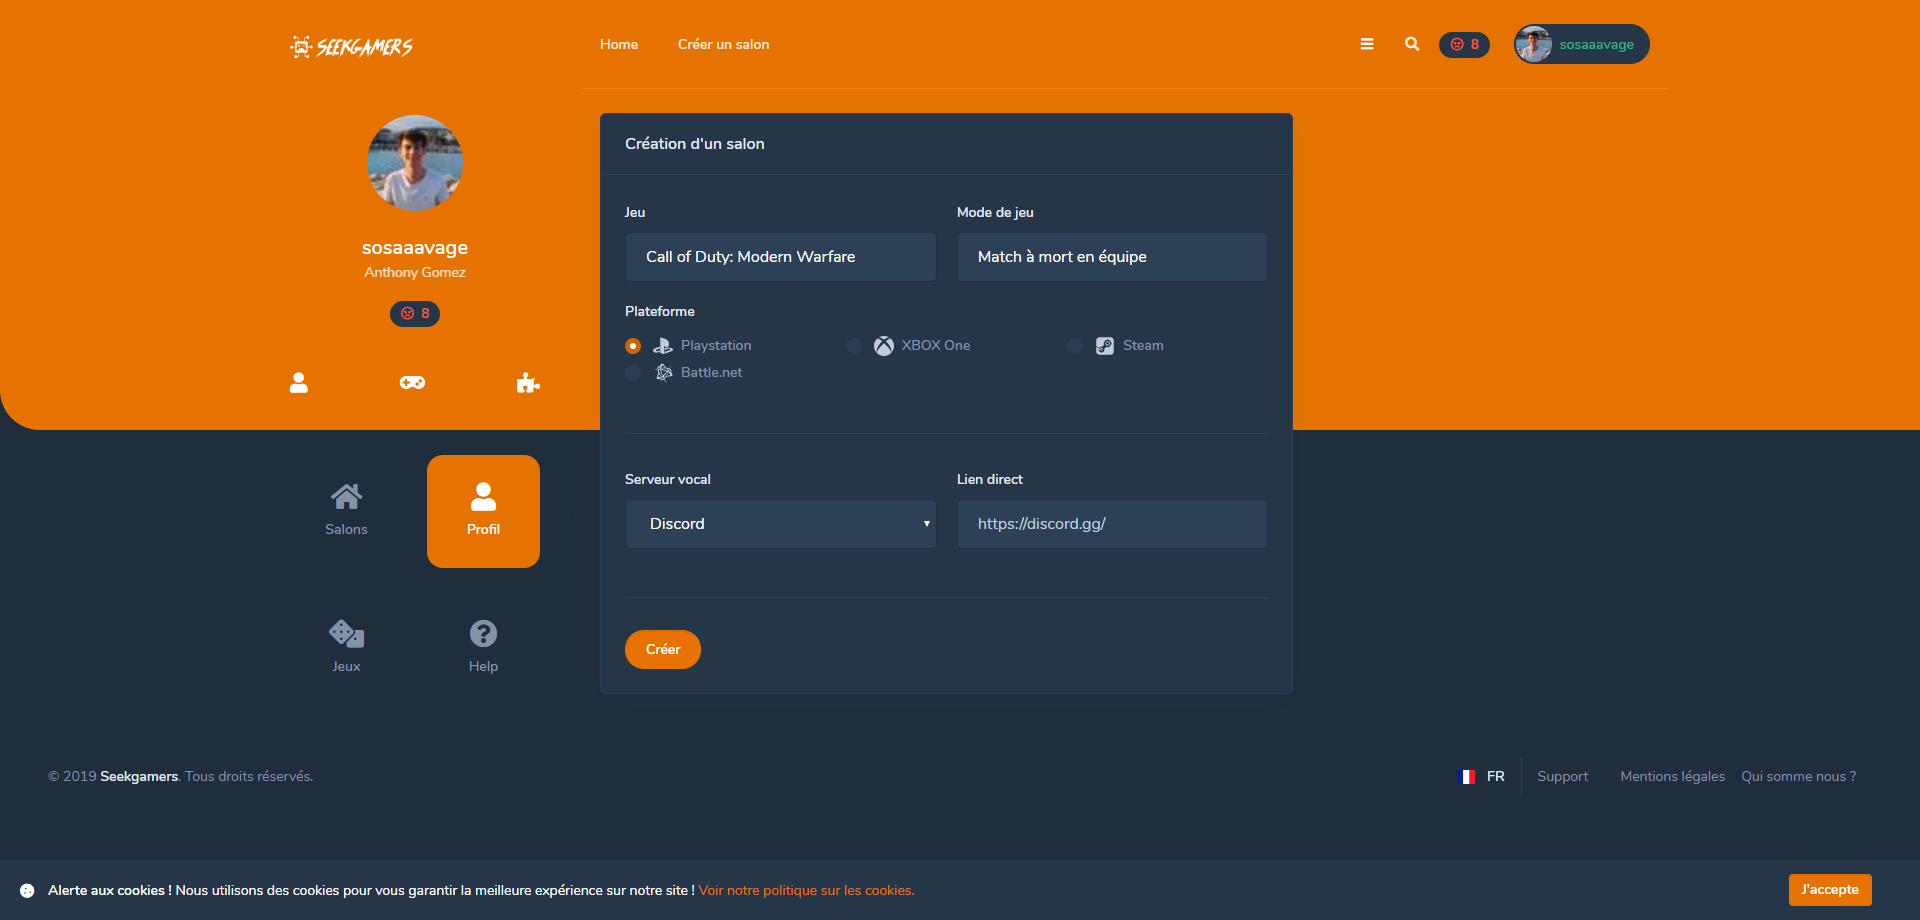 SEEKGAMERS
Home
Créer un salon
8
sosaaavage
sosaaavage
Anthony Gomez
8
Salons
Profil
Jeux
Help
Création d'un salon
Jeu
Mode de jeu
Call of Duty: Modern Warfare
Match à mort en équipe
Plateforme
Playstation
XBOX One
Steam
Battle.net
Serveur vocal
Lien direct
Discord
https://discord.gg/
Créer
© 2019 Seekgamers. Tous droits réservés.
FR
Support
Mentions légales
Qui somme nous ?
Alerte aux cookies ! Nous utilisons des cookies pour vous garantir la meilleure expérience sur notre site ! Voir notre politique sur les cookies.
J'accepte